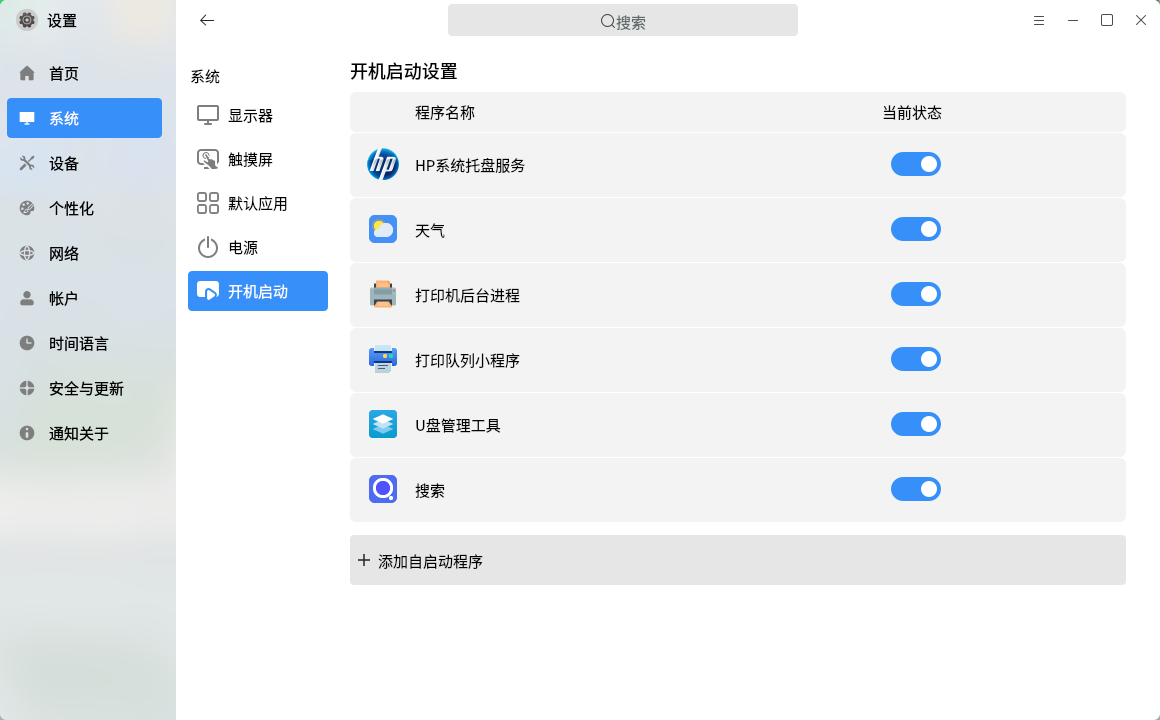 设置
搜索
首页
系统
设备
个性化
网络
帐户
时间语言
安全与更新
通知关于
系统
显示器
触摸屏
默认应用
电源
开机启动
开机启动设置
程序名称 当前状态
hp HP系统托盘服务
天气
打印机后台进程
打印队列小程序
U盘管理工具
搜索
添加自启动程序